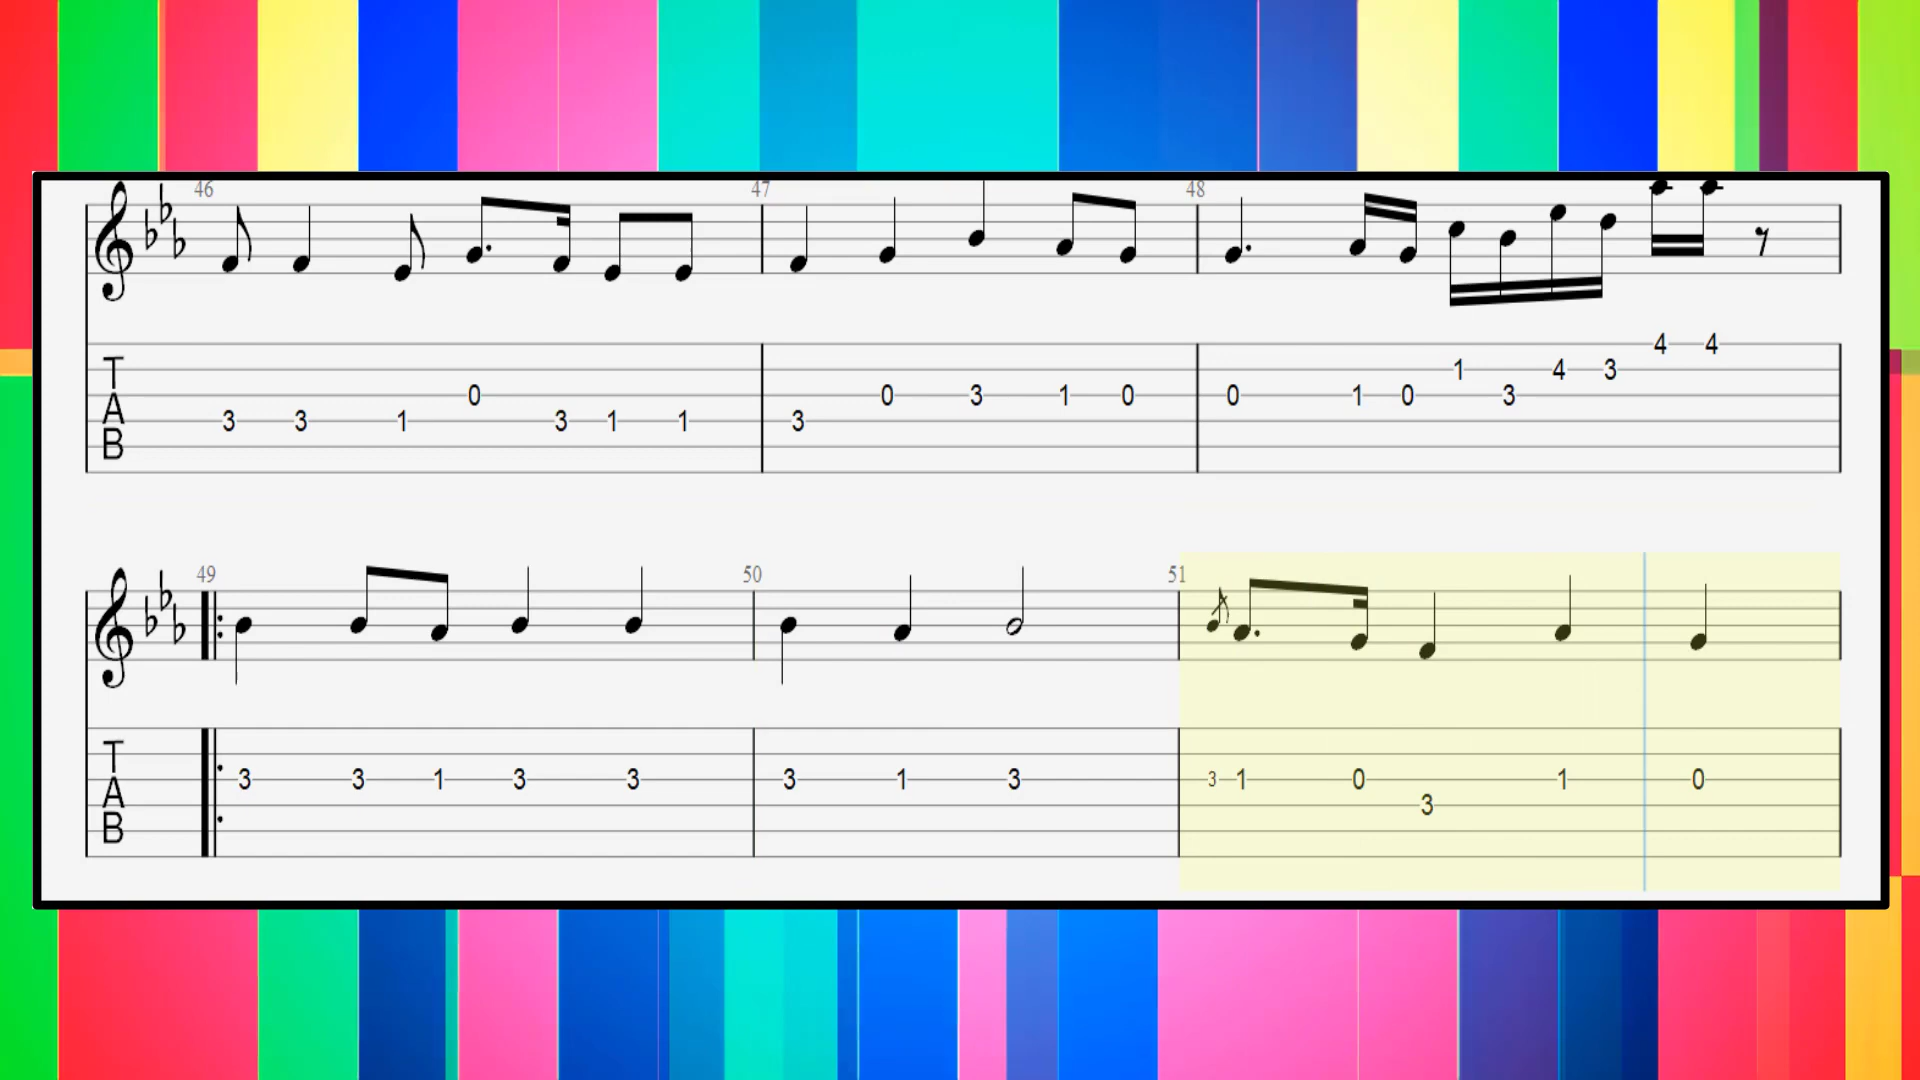 46 47 48
4 4
T 1 4 3
0 0 3 1 0 0 1 0 3
A 3 3 1 3 1 1 3
B
49 50 51
T
3 3 1 3 3 3 1 3 3 1 0 1 0
A 3
B